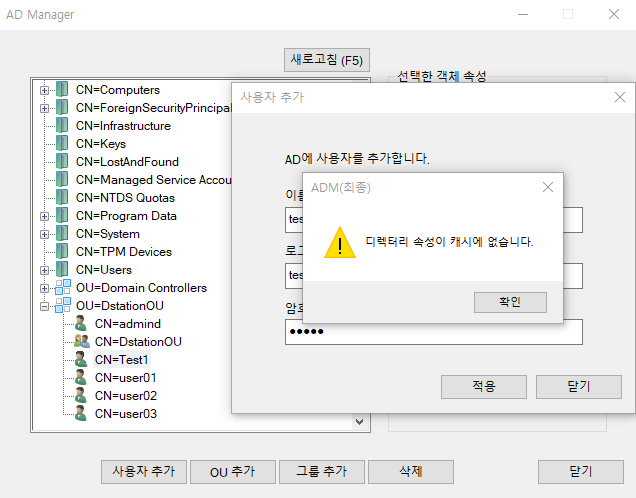 AD Manager
새로고침 (F5)
선택한 객체 속성
CN=Computers
CN=ForeignSecurityPrincipal
CN=Infrastructure
CN=Keys
CN=LostAndFound
CN=Managed Service Accou
CN=NTDS Quotas
CN=Program Data
CN=System
CN=TPM Devices
CN=Users
OU=Domain Controllers
OU=DstationOU
CN=admind
CN=DstationOU
CN=Test1
CN=user01
CN=user02
CN=user03
사용자 추가
AD에 사용자를 추가합니다.
이름
tes
로그
tes
암호
●●●●●
적용
닫기
ADM(최종)
디렉터리 속성이 캐시에 없습니다.
확인
사용자 추가
OU 추가
그룹 추가
삭제
닫기